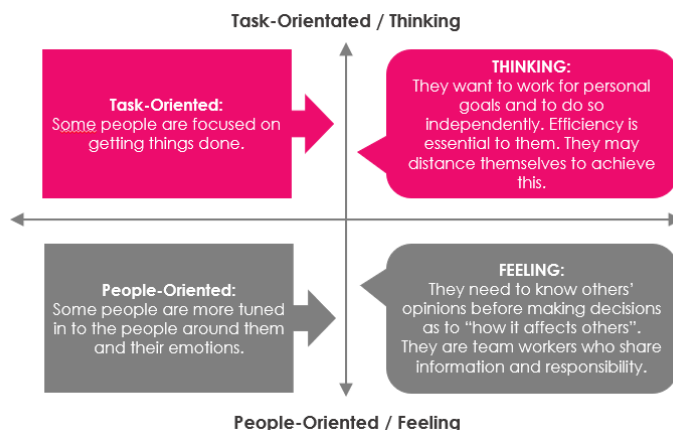 Task-Orientated / Thinking
Task-Oriented:
Some people are focused on
getting things done.
THINKING:
They want to work for personal
goals and to do so
independently. Efficiency is
essential to them. They may
distance themselves to achieve
this.
People-Oriented:
Some people are more tuned
in to the people around them
and their emotions.
FEELING:
They need to know others’
opinions before making decisions
as to “how it affects others”.
They are team workers who share
information and responsibility.
People-Oriented / Feeling